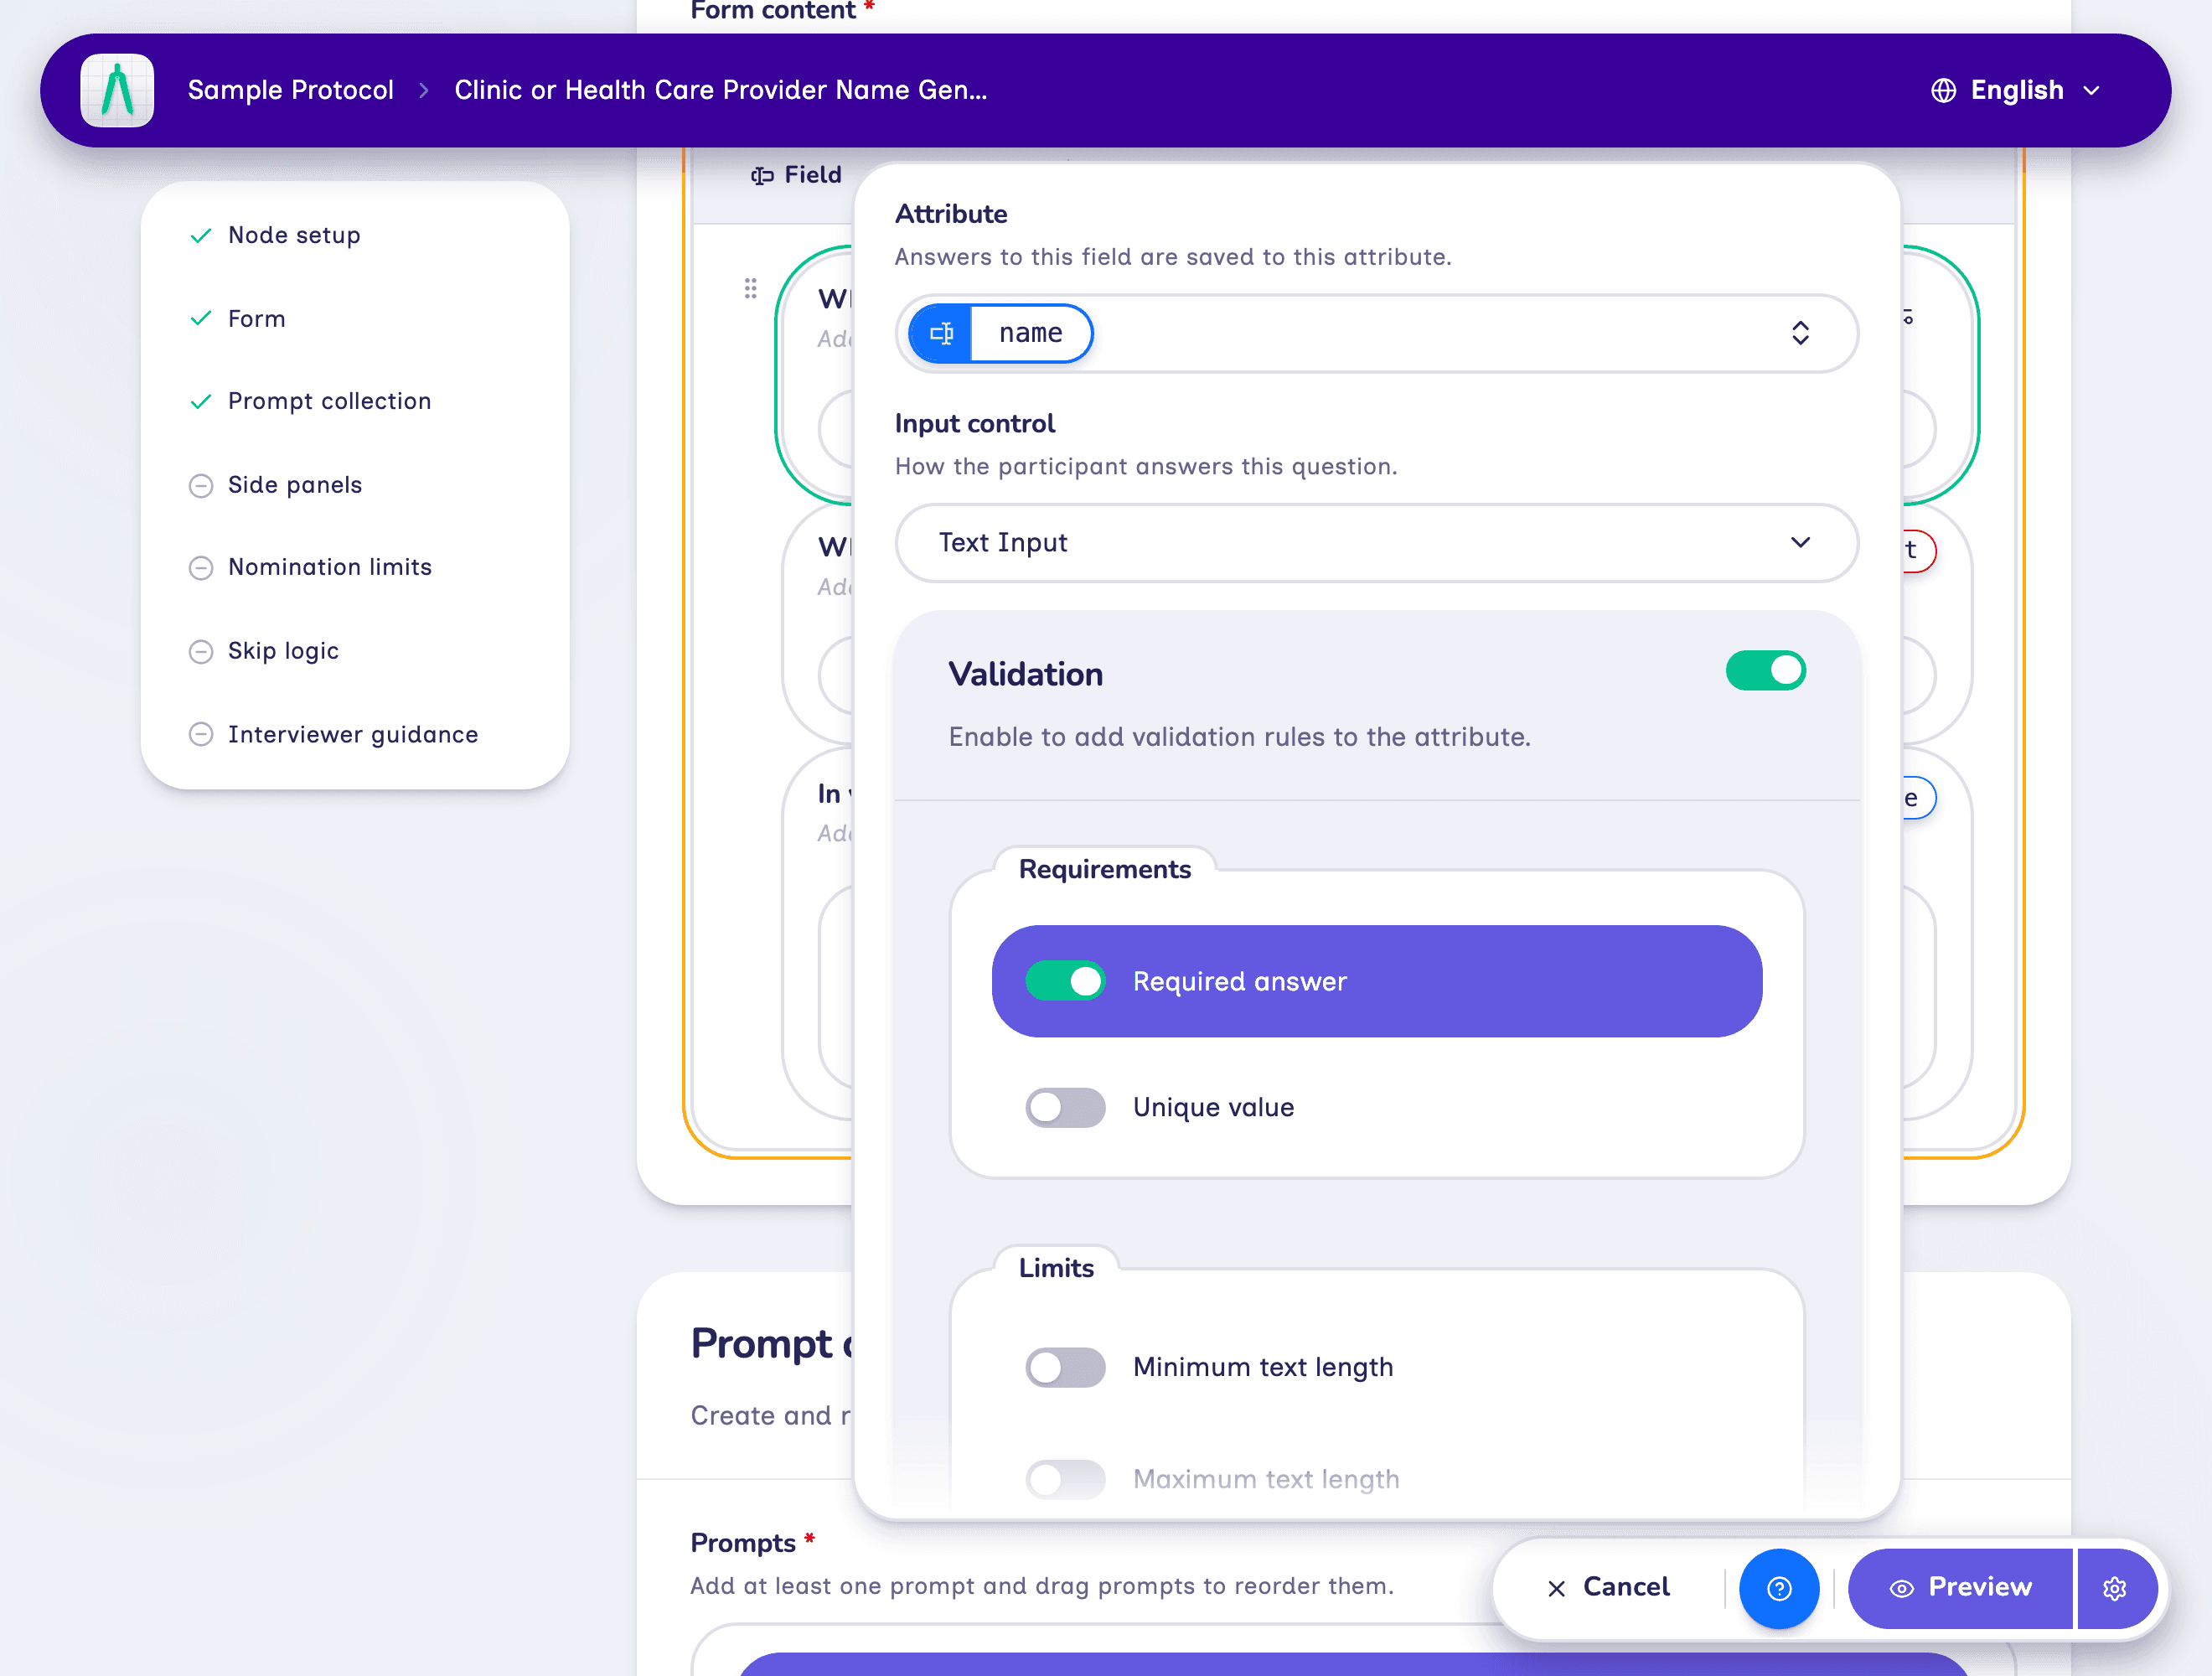 Form content *
Sample Protocol
Clinic or Health Care Provider Name Gen...
English
Node setup
Form
Prompt collection
Side panels
Nomination limits
Skip logic
Interviewer guidance
Field
Attribute
Answers to this field are saved to this attribute.
name
Input control
How the participant answers this question.
Text Input
Validation
Enable to add validation rules to the attribute.
Requirements
Required answer
Unique value
Limits
Minimum text length
Maximum text length
In
t
e
Prompt
Create and r
Prompts *
Add at least one prompt and drag prompts to reorder them.
Cancel
Preview